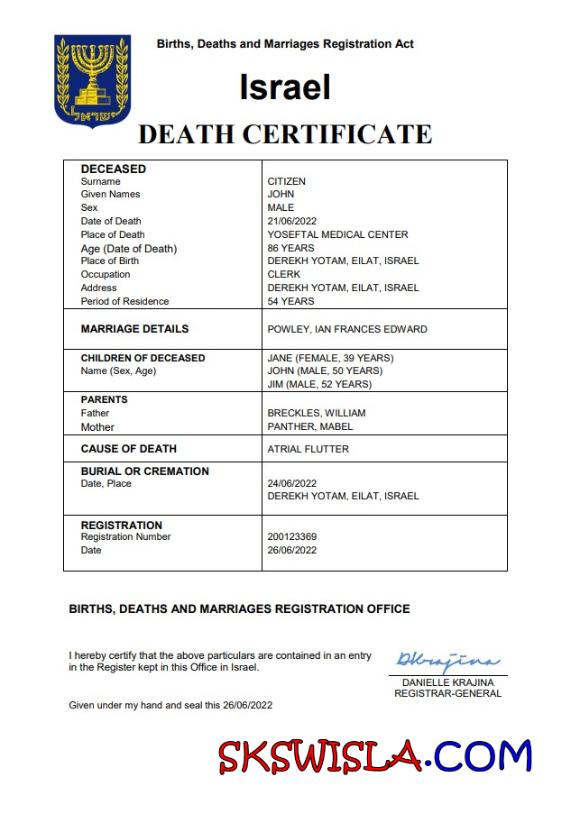 Births, Deaths and Marriages Registration Act
ישראל
Israel
DEATH CERTIFICATE
DECEASED
Surname CITIZEN
Given Names JOHN
Sex MALE
Date of Death 21/06/2022
Place of Death YOSEFTAL MEDICAL CENTER
Age (Date of Death) 86 YEARS
Place of Birth DEREKH YOTAM, EILAT, ISRAEL
Occupation CLERK
Address DEREKH YOTAM, EILAT, ISRAEL
Period of Residence 54 YEARS
MARRIAGE DETAILS POWLEY, IAN FRANCES EDWARD
CHILDREN OF DECEASED JANE (FEMALE, 39 YEARS)
Name (Sex, Age) JOHN (MALE, 50 YEARS)
JIM (MALE, 52 YEARS)
PARENTS
Father BRECKLES, WILLIAM
Mother PANTHER, MABEL
CAUSE OF DEATH ATRIAL FLUTTER
BURIAL OR CREMATION
Date, Place 24/06/2022
DEREKH YOTAM, EILAT, ISRAEL
REGISTRATION
Registration Number 200123369
Date 26/06/2022
BIRTHS, DEATHS AND MARRIAGES REGISTRATION OFFICE
I hereby certify that the above particulars are contained in an entry
in the Register kept in this Office in Israel.
DKrajina
DANIELLE KRAJINA
REGISTRAR-GENERAL
Given under my hand and seal this 26/06/2022
SKSWISLA.COM